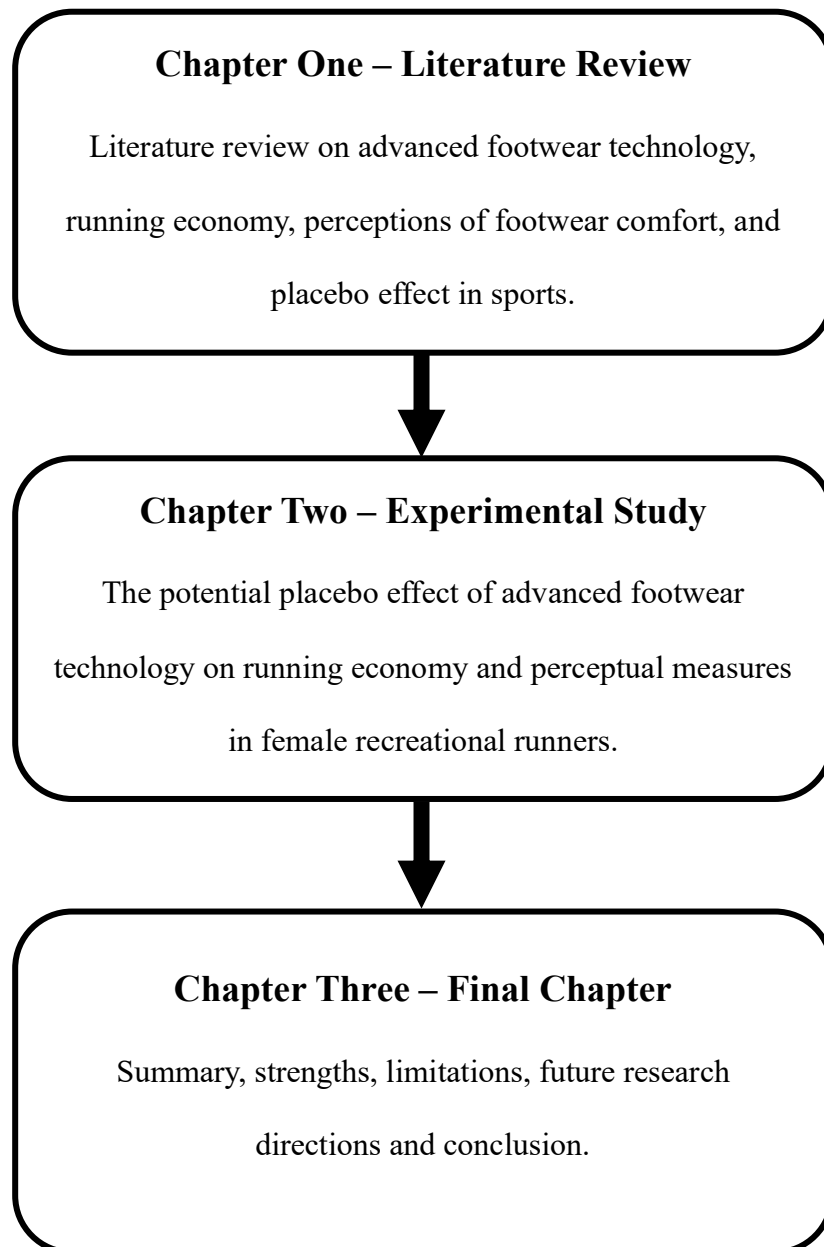 Chapter One – Literature Review
Literature review on advanced footwear technology,
running economy, perceptions of footwear comfort, and
placebo effect in sports.
Chapter Two – Experimental Study
The potential placebo effect of advanced footwear
technology on running economy and perceptual measures
in female recreational runners.
Chapter Three – Final Chapter
Summary, strengths, limitations, future research
directions and conclusion.